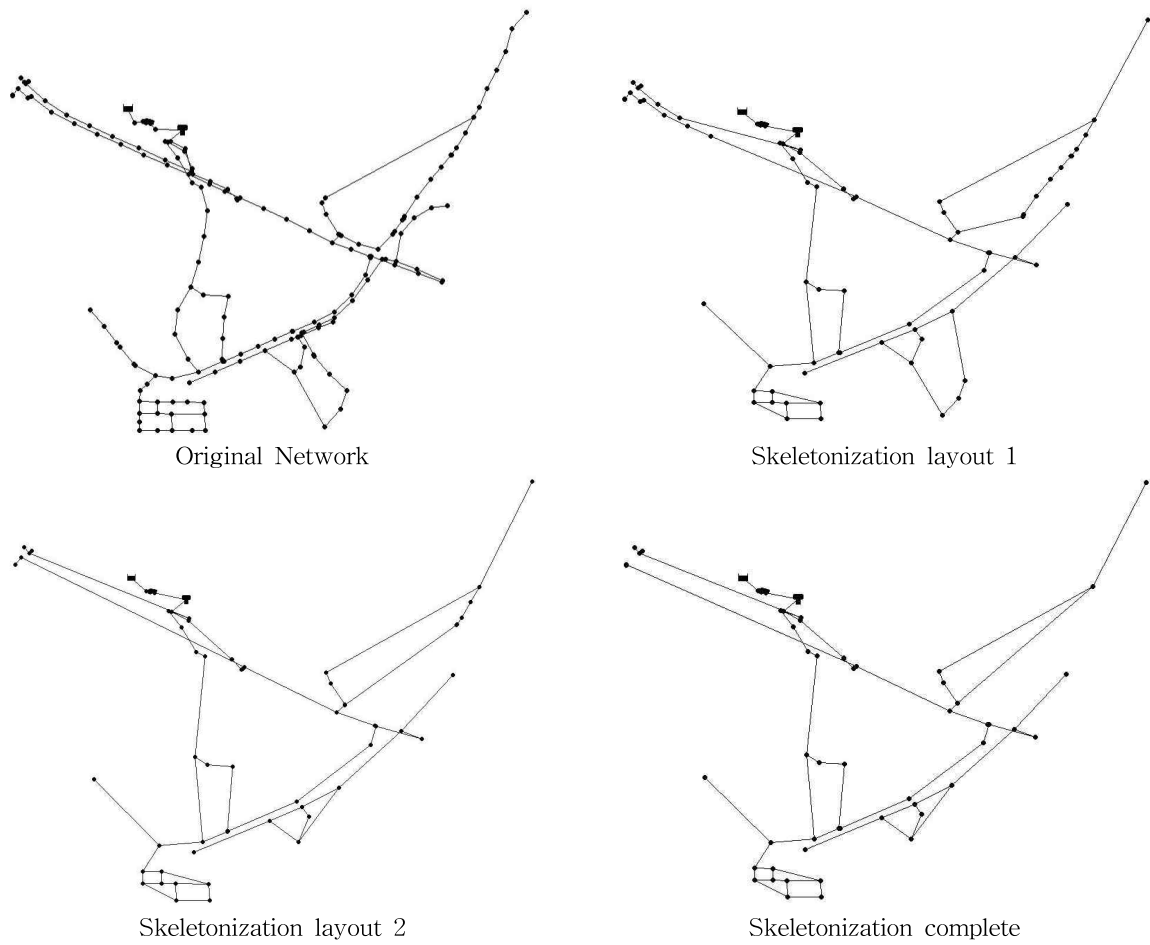 Original Network
Skeletonization layout 1
Skeletonization layout 2
Skeletonization complete